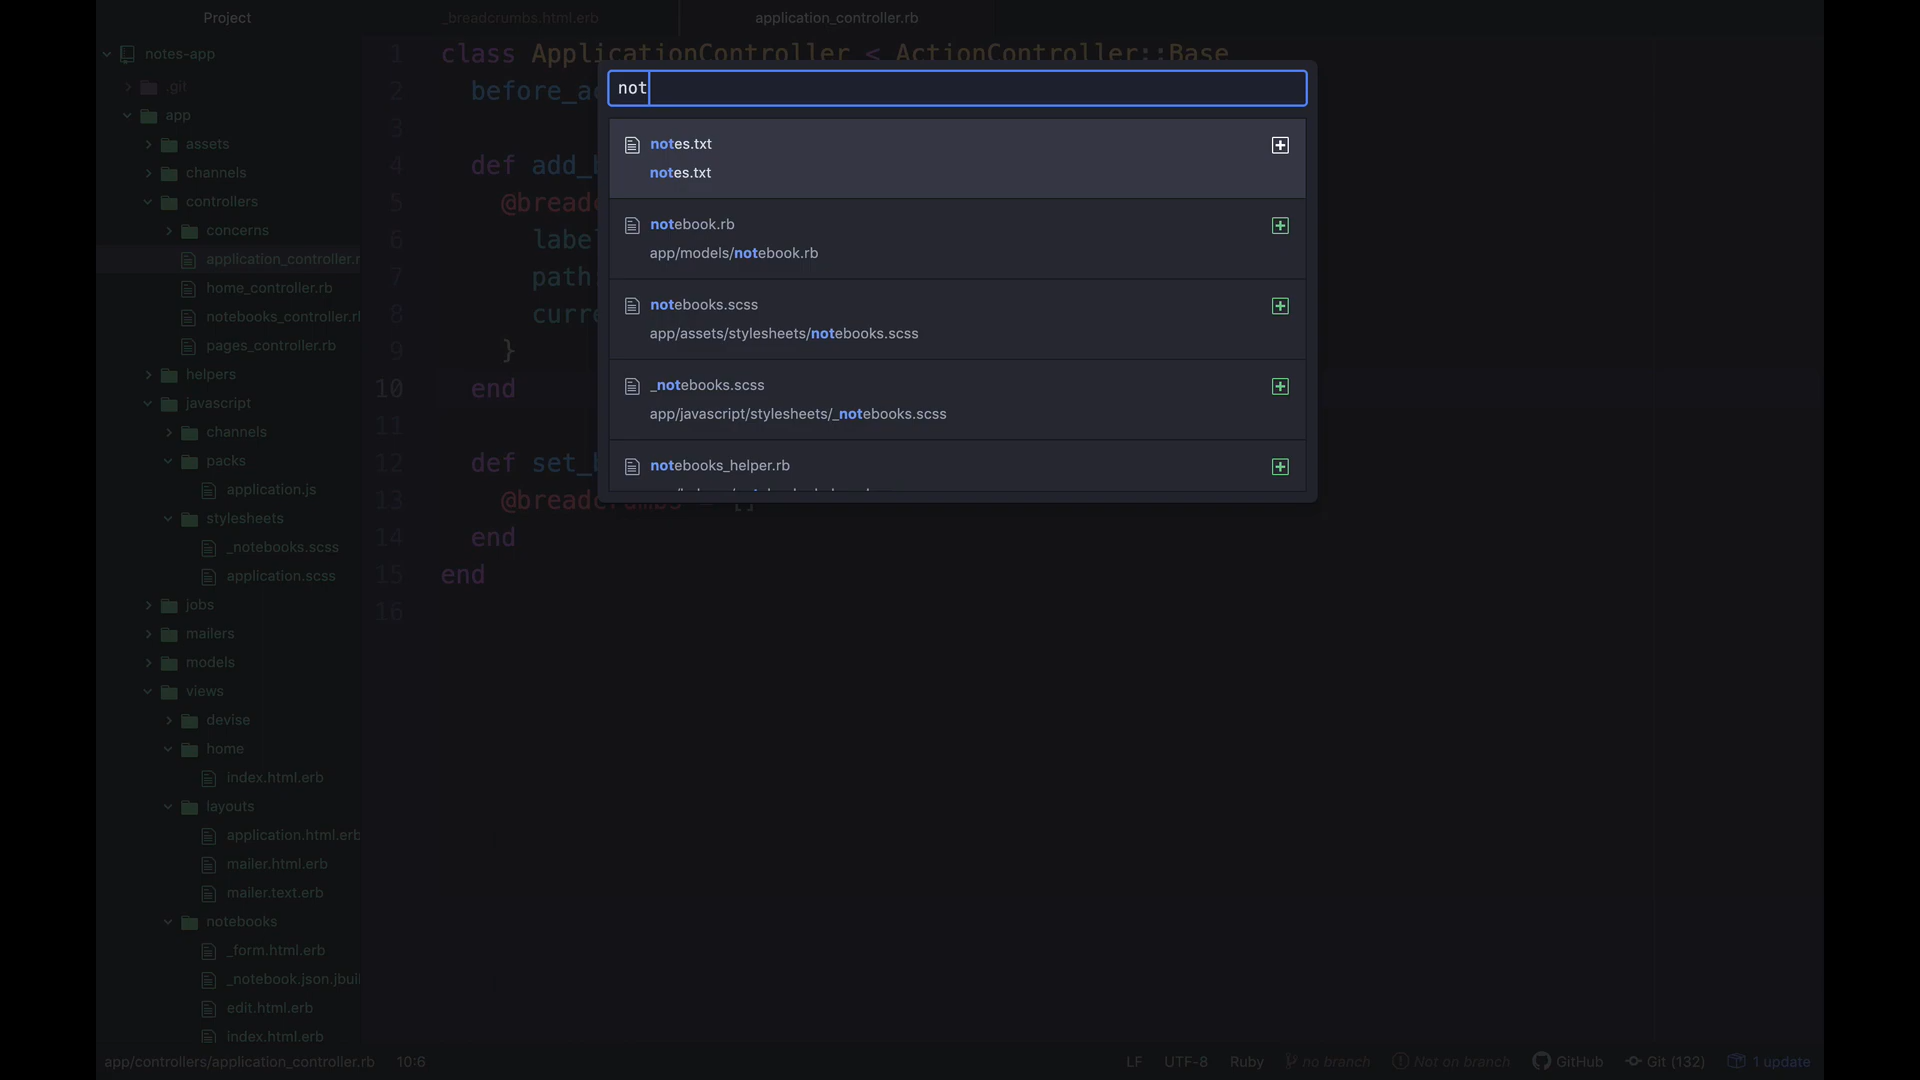 Project
_breadcrumbs.html.erb
application_controller.rb
notes-app
.git
app
assets
channels
controllers
concerns
application_controller.r
home_controller.rb
notebooks_controller.rl
pages_controller.rb
helpers
javascript
channels
packs
application.js
stylesheets
_notebooks.scss
application.scss
jobs
mailers
models
views
devise
home
index.html.erb
layouts
application.html.erb
mailer.html.erb
mailer.text.erb
notebooks
_form.html.erb
_notebook.json.jbuil
edit.html.erb
index.html.erb
1 class ApplicationController < ActionController::Base
2 before_ac
3
4 def add_b
5 @breadc
6 label
7 path:
8 curre
9 }
10 end
11
12 def set_b
13 @breadcrumbs = []
14 end
15 end
16
not
notes.txt
notes.txt
notebook.rb
app/models/notebook.rb
notebooks.scss
app/assets/stylesheets/notebooks.scss
_notebooks.scss
app/javascript/stylesheets/_notebooks.scss
notebooks_helper.rb
app/controllers/application_controller.rb 10:6 LF UTF-8 Ruby no branch Not on branch GitHub Git (132) 1 update